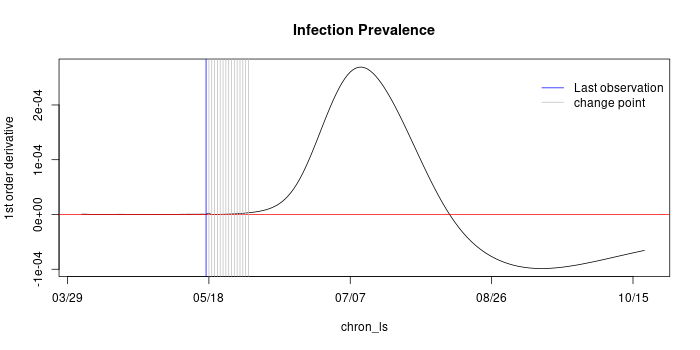 Infection Prevalence
1st order derivative
2e-04
1e-04
0e+00
-1e-04
Last observation
change point
03/29
05/18
07/07
08/26
10/15
chron_ls